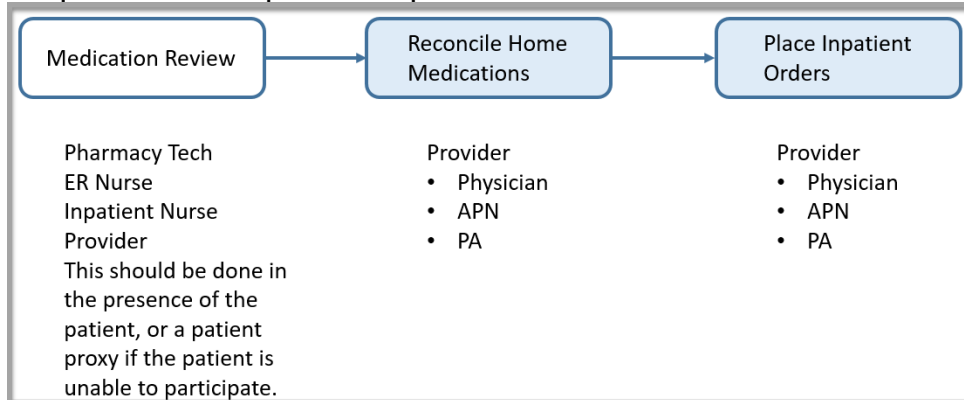 Medication Review
Reconcile Home
Medications
Place Inpatient
Orders
Pharmacy Tech
ER Nurse
Inpatient Nurse
Provider
This should be done in
the presence of the
patient, or a patient
proxy if the patient is
unable to participate.
Provider
• Physician
• APN
• PA
Provider
• Physician
• APN
• PA